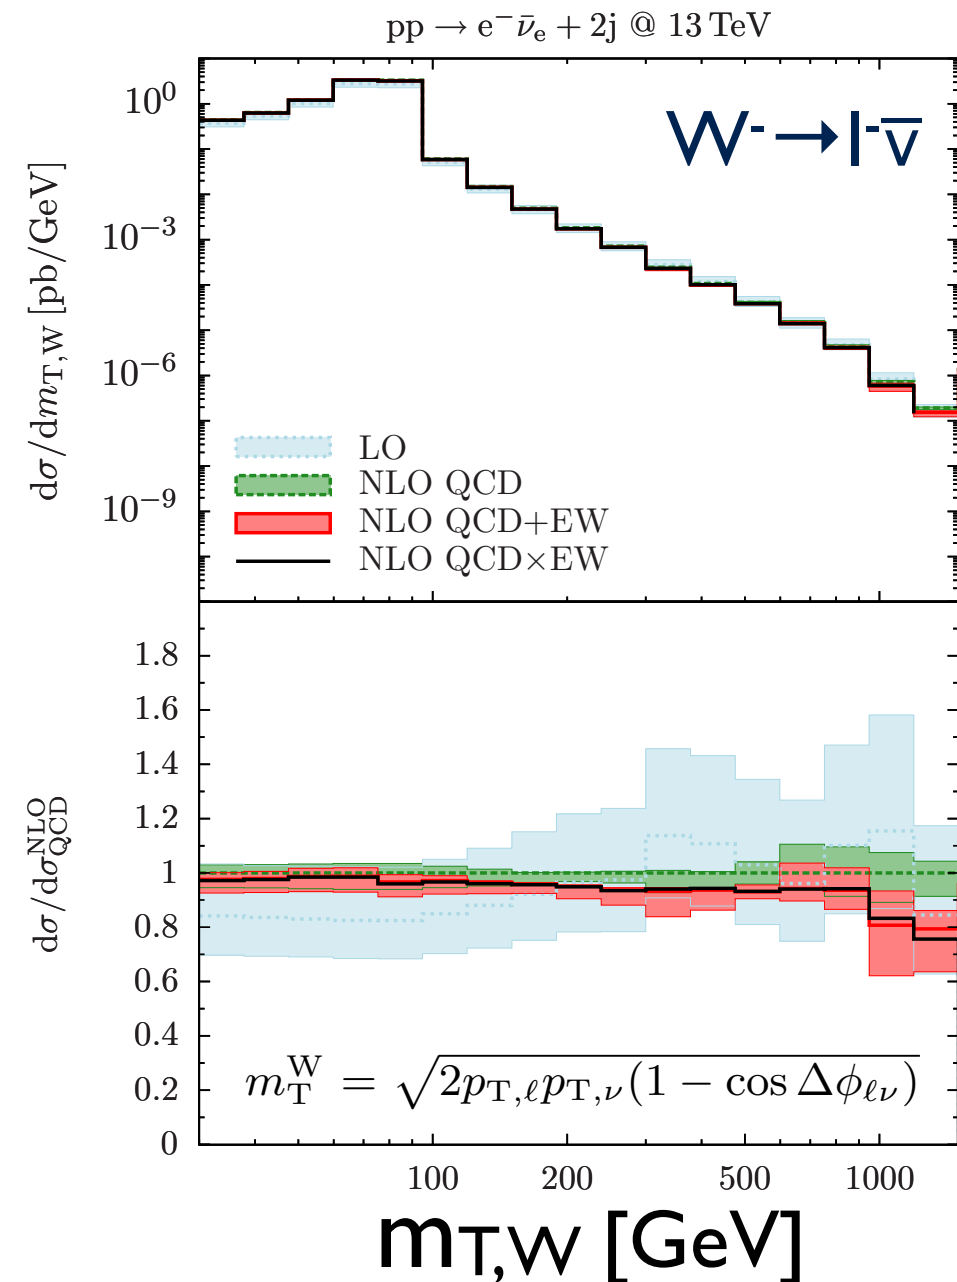 pp → e⁻ ν̄ₑ + 2j @ 13 TeV
W⁻ → l⁻ v̄
dσ/dm_T,W [pb/GeV]
10⁰
10⁻³
10⁻⁶
10⁻⁹
LO
NLO QCD
NLO QCD+EW
NLO QCD×EW
dσ/dσ_QCD^NLO
1.8
1.6
1.4
1.2
1
0.8
0.6
0.4
0.2
0
m_T^W = √2p_T,ℓ p_T,ν (1 − cos Δϕ_ℓν)
100 200 500 1000
m_T,W [GeV]